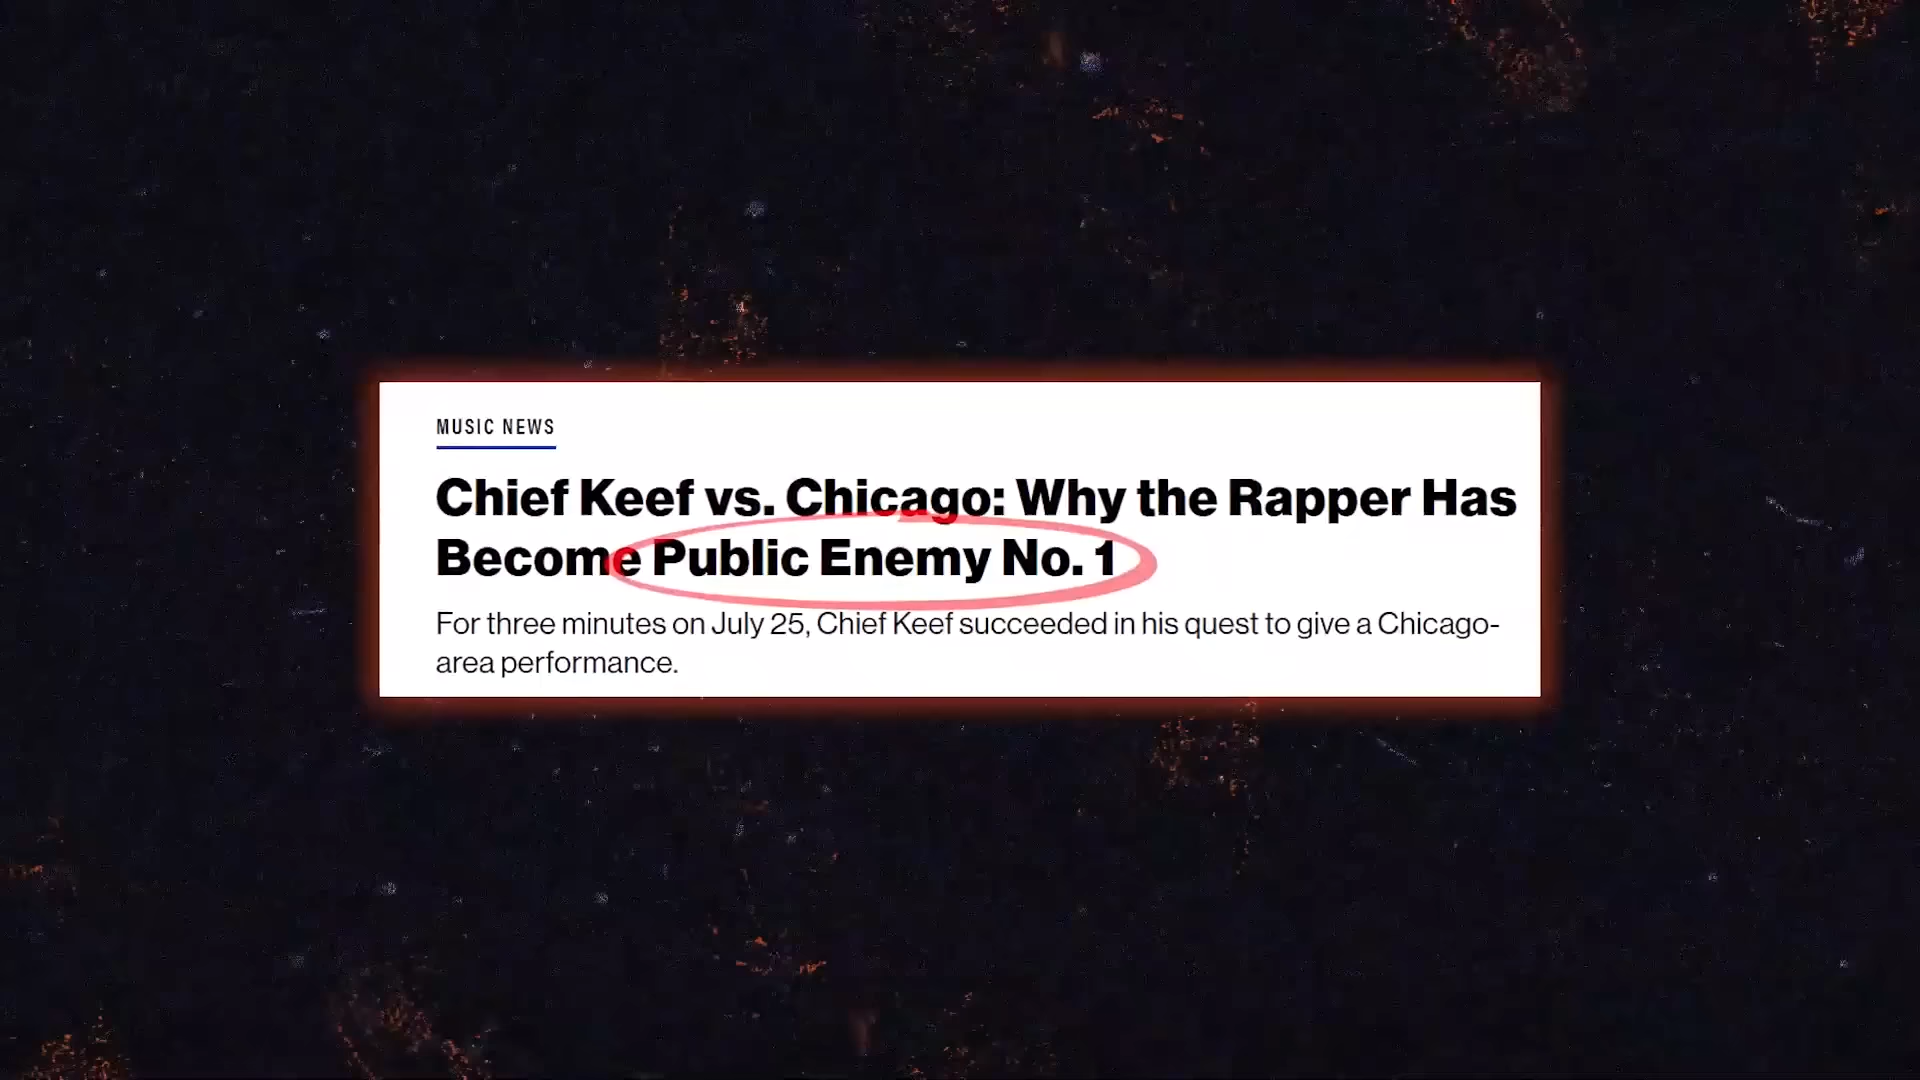 MUSIC NEWS
Chief Keef vs. Chicago: Why the Rapper Has
Become Public Enemy No. 1
For three minutes on July 25, Chief Keef succeeded in his quest to give a Chicago-
area performance.